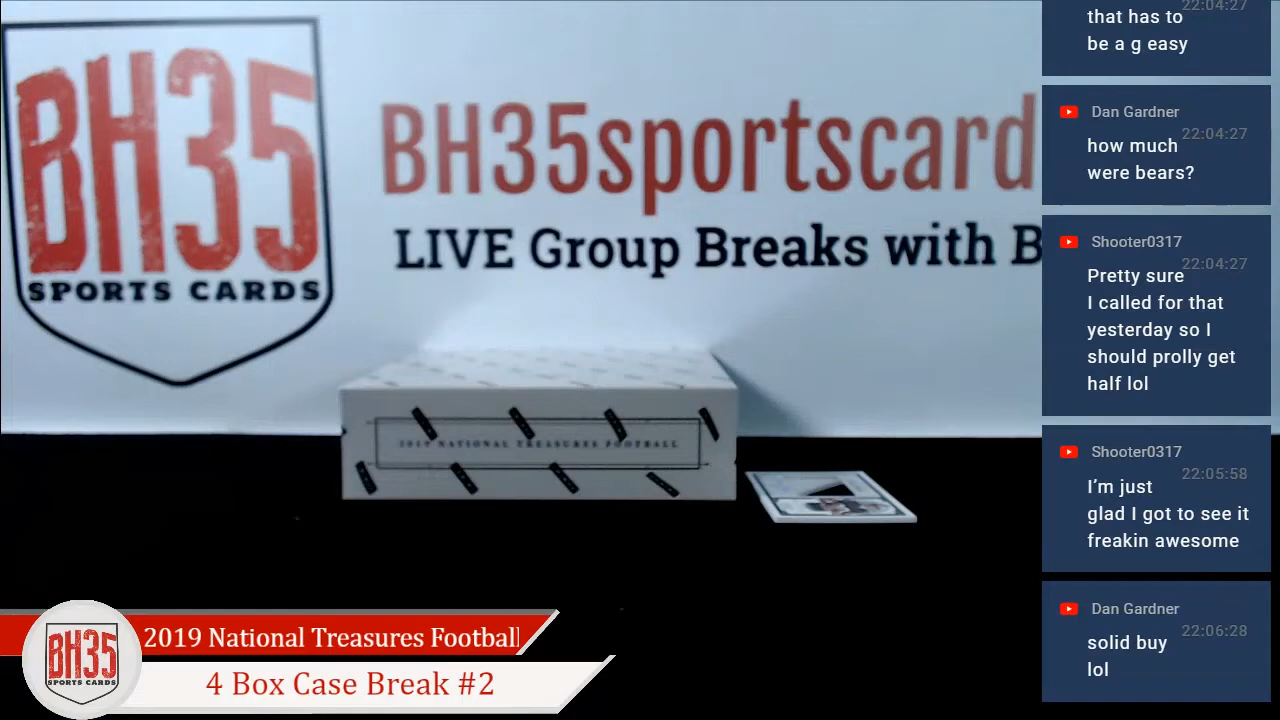 BH35
SPORTS CARDS
BH35sportscard
LIVE Group Breaks with B
2019 NATIONAL TREASURES FOOTBALL
2019 National Treasures Football
4 Box Case Break #2
BH35
SPORTS CARDS
22:04:27
that has to
be a g easy
Dan Gardner
22:04:27
how much
were bears?
Shooter0317
22:04:27
Pretty sure
I called for that
yesterday so I
should prolly get
half lol
Shooter0317
22:05:58
I'm just
glad I got to see it
freakin awesome
Dan Gardner
22:06:28
solid buy
lol